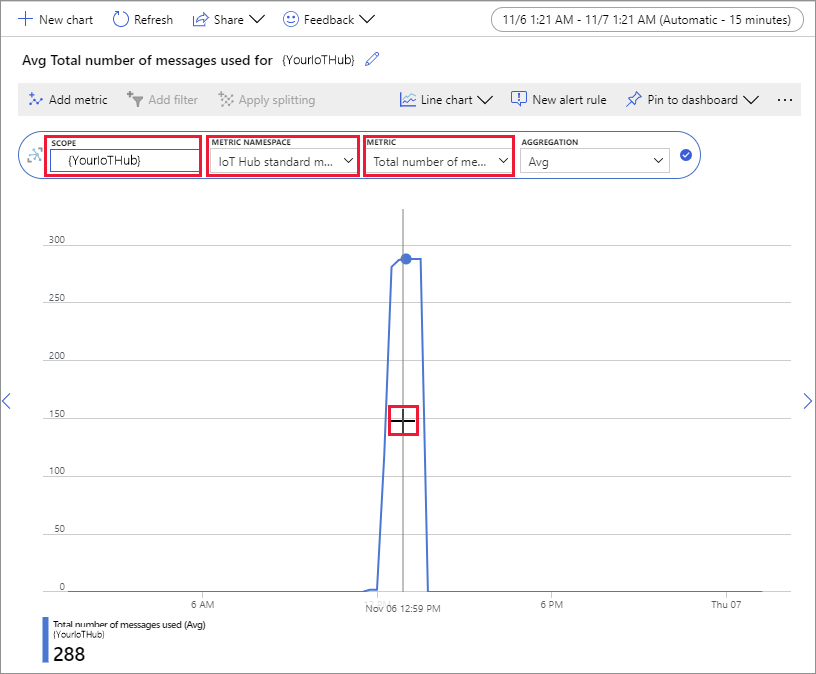 New chart Refresh Share Feedback 11/6 1:21 AM - 11/7 1:21 AM (Automatic - 15 minutes)
Avg Total number of messages used for {YourIoTHub}
Add metric Add filter Apply splitting Line chart New alert rule Pin to dashboard ...
SCOPE METRIC NAMESPACE METRIC AGGREGATION
{YourIoTHub} IoT Hub standard m... Total number of me... Avg
300
250
200
150
100
50
0
6 AM Nov 06 12:59 PM 6 PM Thu 07
Total number of messages used (Avg)
{YourIoTHub}
288